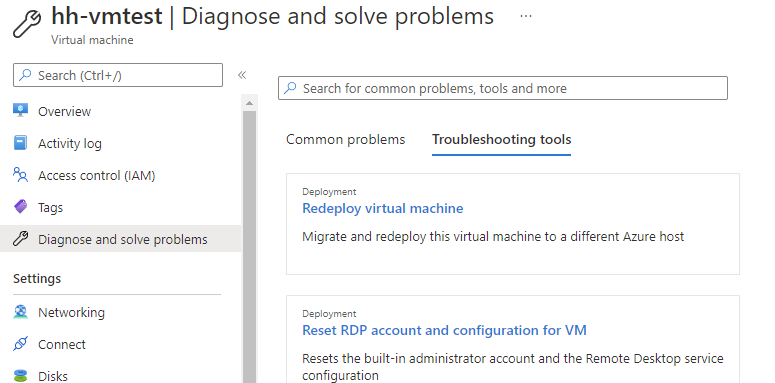 hh-vmtest | Diagnose and solve problems ...
Virtual machine
Search (Ctrl+/)
«
Overview
Activity log
Access control (IAM)
Tags
Diagnose and solve problems
Settings
Networking
Connect
Disks
Search for common problems, tools and more
Common problems Troubleshooting tools
Deployment
Redeploy virtual machine
Migrate and redeploy this virtual machine to a different Azure host
Deployment
Reset RDP account and configuration for VM
Resets the built-in administrator account and the Remote Desktop service
configuration